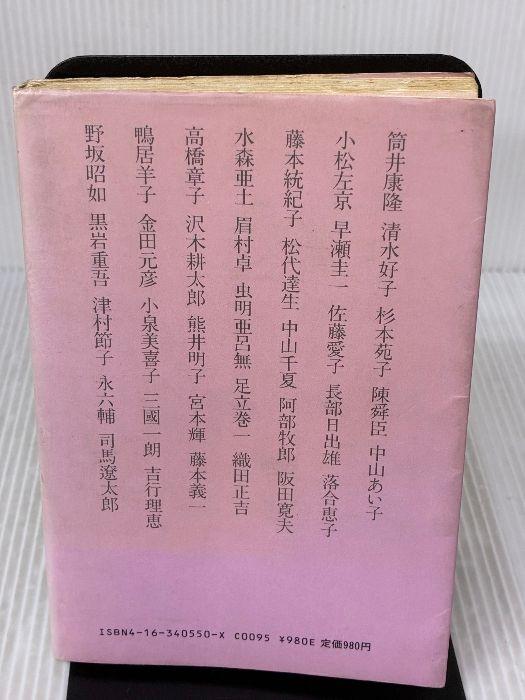 筒井康隆 清水好子 杉本苑子 陳舜臣 中山あい子
小松左京 早瀬圭一 佐藤愛子 長部日出雄 落合恵子
藤本統紀子 松代達生 中山千夏 阿部牧郎 阪田寛夫
水森亜土 眉村卓 虫明亜呂無 足立巻一 織田正吉
高橋章子 沢木耕太郎 熊井明子 宮本輝 藤本義一
鴨居羊子 金田元彦 小泉美喜子 三國一朗 吉行理恵
野坂昭如 黒岩重吾 津村節子 永六輔 司馬遼太郎
ISBN4-16-340550-X C0095 ¥980E 定価980円